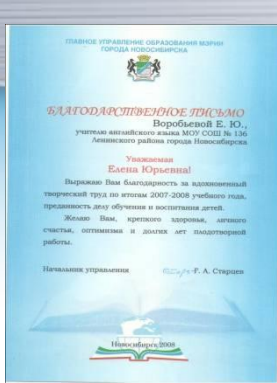 ГЛАВНОЕ УПРАВЛЕНИЕ ОБРАЗОВАНИЯ МЭРИИ
ГОРОДА НОВОСИБИРСКА
БЛАГОДАРСТВЕННОЕ ПИСЬМО
Воробьевой Е. Ю.,
учителю английского языка МОУ СОШ № 136
Ленинского района города Новосибирска
Уважаемая
Елена Юрьевна!
Выражаю Вам благодарность за вдохновенный
творческий труд по итогам 2007-2008 учебного года,
преданность делу обучения и воспитания детей.
Желаю Вам, крепкого здоровья, личного
счастья, оптимизма и долгих лет плодотворной
работы.
Начальник управления Г. А. Старцев
Новосибирск 2008